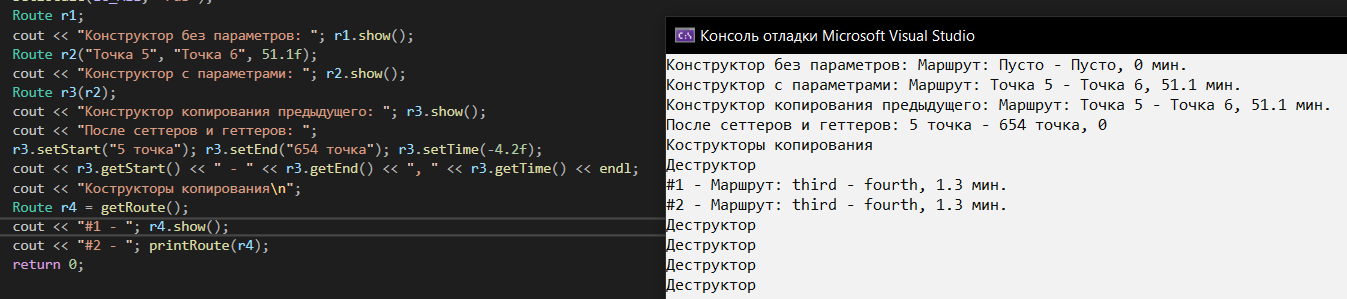 Route r1;
cout << "Конструктор без параметров: "; r1.show();
Route r2("Точка 5", "Точка 6", 51.1f);
cout << "Конструктор с параметрами: "; r2.show();
Route r3(r2);
cout << "Конструктор копирования предыдущего: "; r3.show();
cout << "После сеттеров и геттеров: ";
r3.setStart("5 точка"); r3.setEnd("654 точка"); r3.setTime(-4.2f);
cout << r3.getStart() << " - " << r3.getEnd() << ", " << r3.getTime() << endl;
cout << "Кострукторы копирования\n";
Route r4 = getRoute();
cout << "#1 - "; r4.show();
cout << "#2 - "; printRoute(r4);
return 0;
Консоль отладки Microsoft Visual Studio
Конструктор без параметров: Маршрут: Пусто - Пусто, 0 мин.
Конструктор с параметрами: Маршрут: Точка 5 - Точка 6, 51.1 мин.
Конструктор копирования предыдущего: Маршрут: Точка 5 - Точка 6, 51.1 мин.
После сеттеров и геттеров: 5 точка - 654 точка, 0
Кострукторы копирования
Деструктор
#1 - Маршрут: third - fourth, 1.3 мин.
#2 - Маршрут: third - fourth, 1.3 мин.
Деструктор
Деструктор
Деструктор
Деструктор